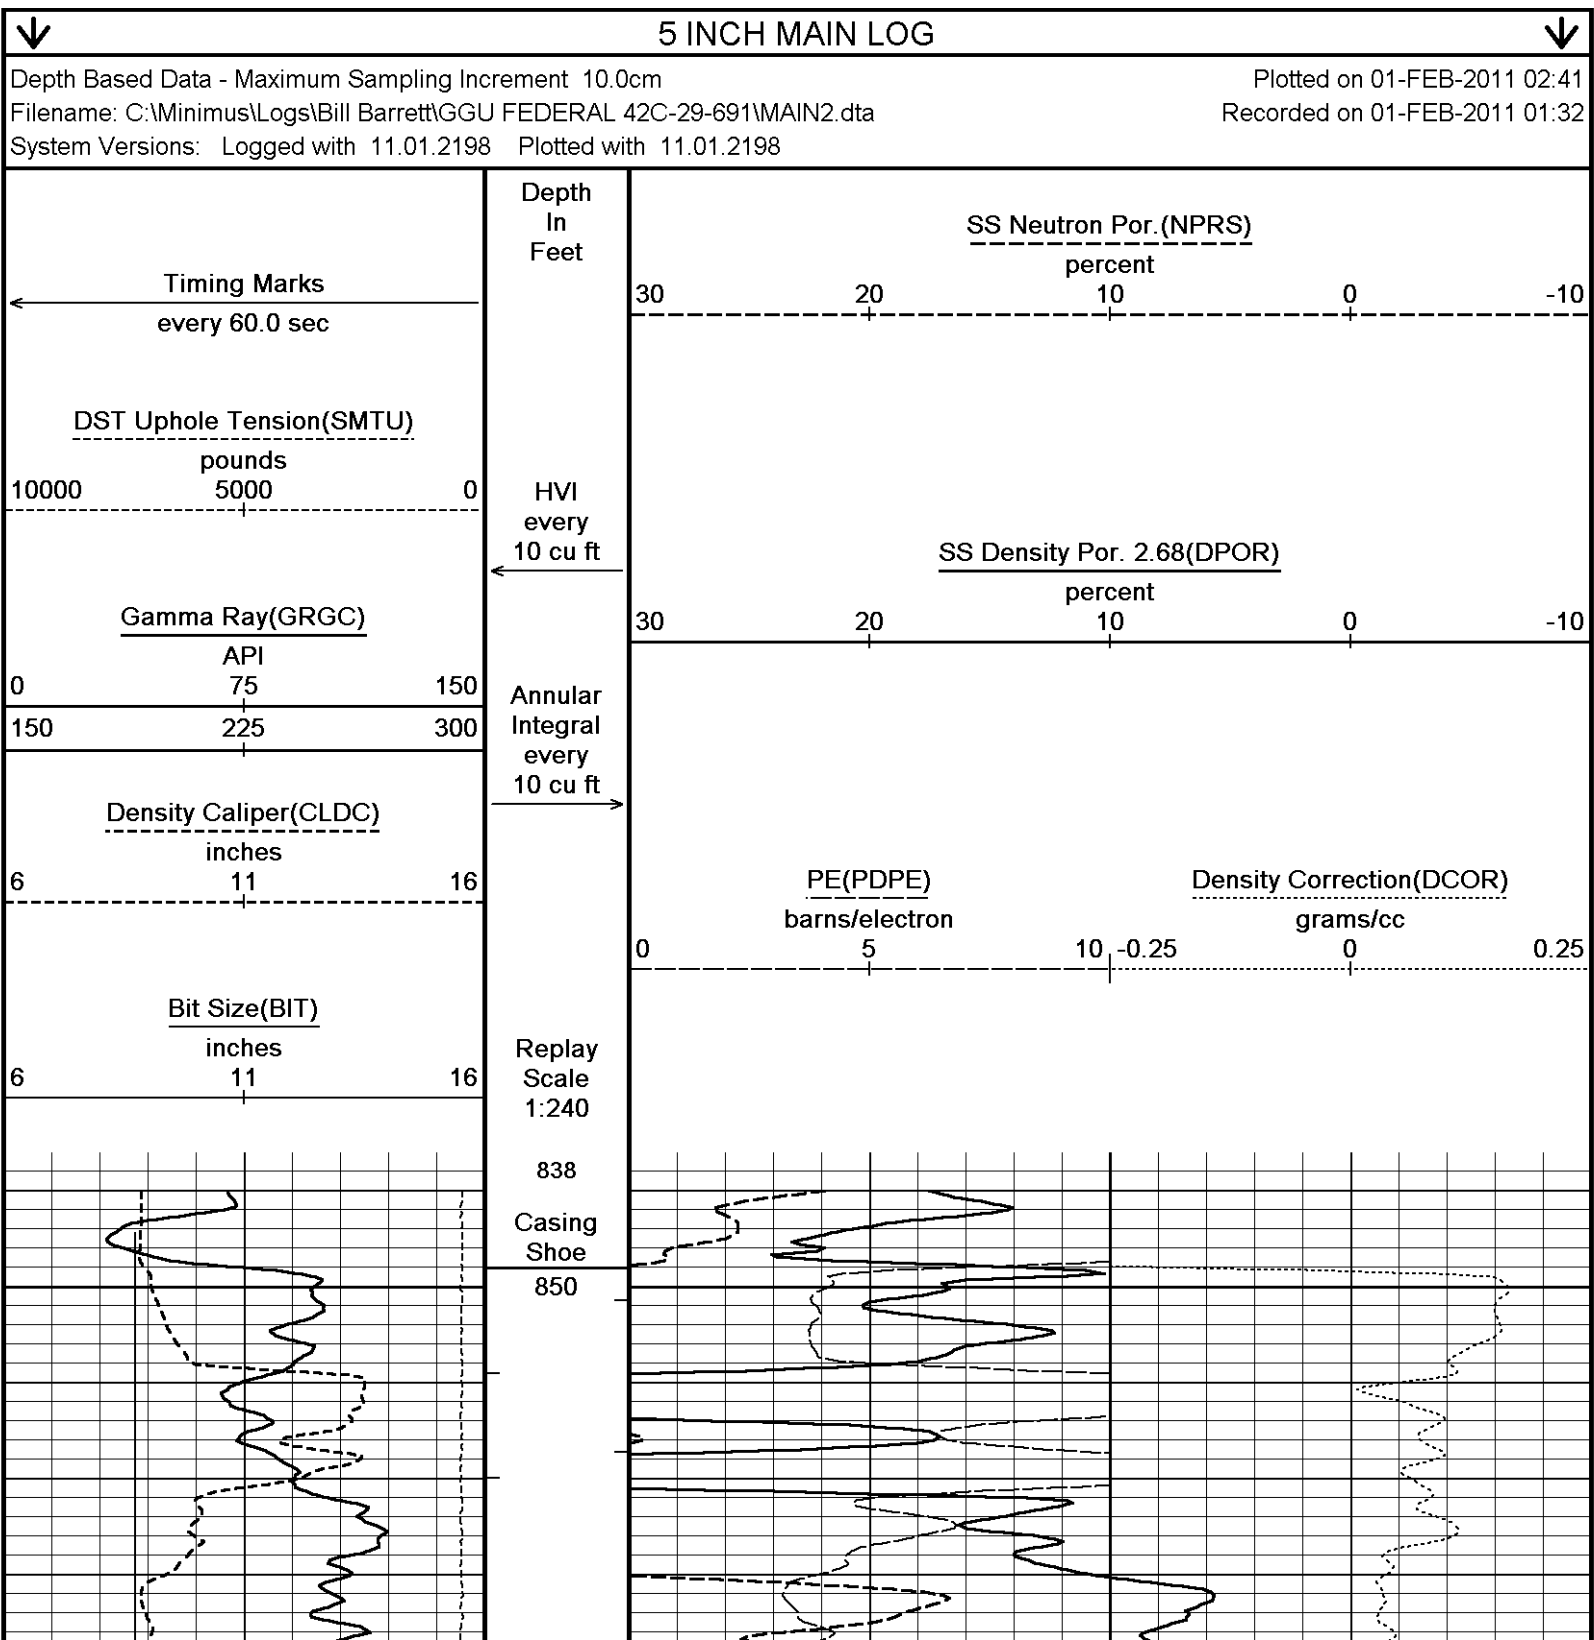 5 INCH MAIN LOG
Depth Based Data - Maximum Sampling Increment 10.0cm
Plotted on 01-FEB-2011 02:41
Filename: C:\Minimus\Logs\Bill Barrett\GGU FEDERAL 42C-29-691\MAIN2.dta
Recorded on 01-FEB-2011 01:32
System Versions: Logged with 11.01.2198 Plotted with 11.01.2198
Timing Marks
every 60.0 sec
DST Uphole Tension(SMTU)
pounds
10000 5000 0
Gamma Ray(GRGC)
API
0 75 150
150 225 300
Density Caliper(CLDC)
inches
6 11 16
Bit Size(BIT)
inches
6 11 16
Depth
In
Feet
HVI
every
10 cu ft
Annular
Integral
every
10 cu ft
Replay
Scale
1:240
838
Casing
Shoe
850
SS Neutron Por.(NPRS)
percent
30 20 10 0 -10
SS Density Por. 2.68(DPOR)
percent
30 20 10 0 -10
PE(PDPE)
barns/electron
0 5 10
Density Correction(DCOR)
grams/cc
-0.25 0 0.25